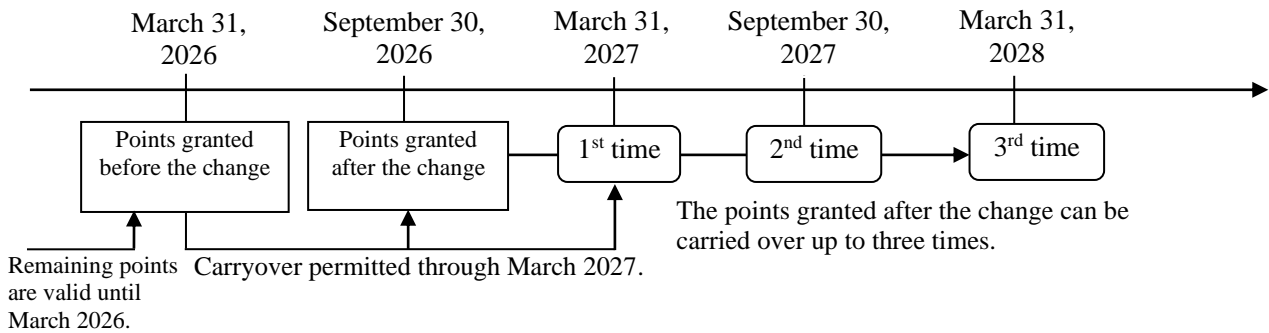 March 31,
2026
September 30,
2026
March 31,
2027
September 30,
2027
March 31,
2028
Points granted
before the change
Points granted
after the change
1st time
2nd time
3rd time
The points granted after the change can be
carried over up to three times.
Remaining points
are valid until
March 2026.
Carryover permitted through March 2027.